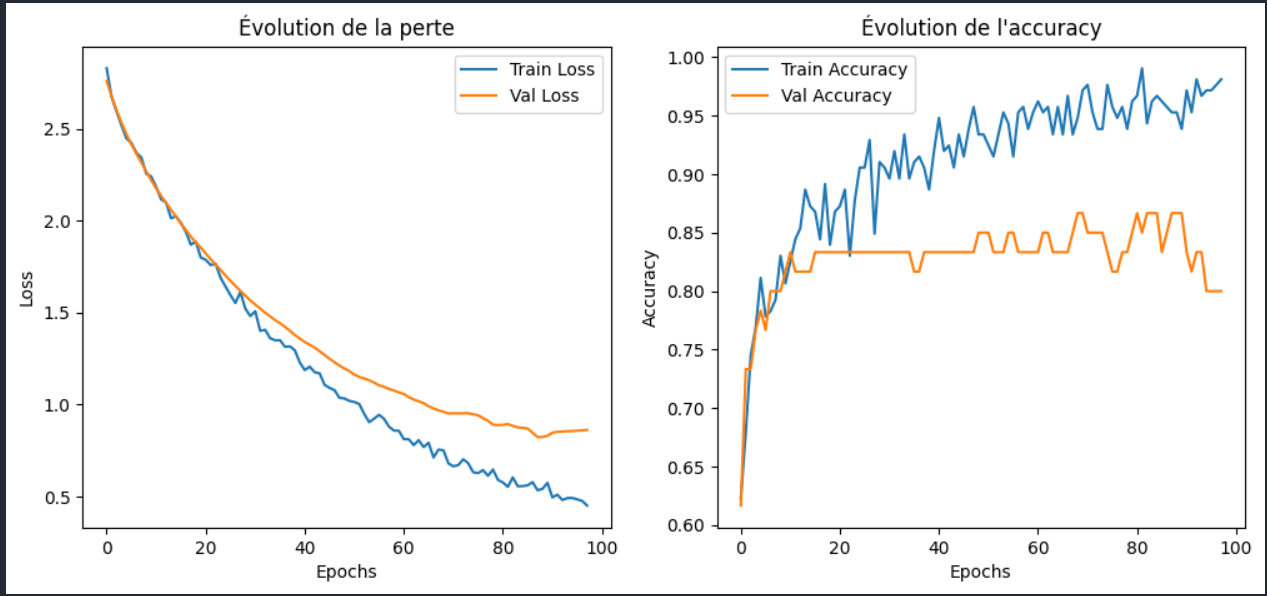 Évolution de la perte
Train Loss
Val Loss
2.5
2.0
1.5
1.0
0.5
Loss
0 20 40 60 80 100
Epochs
Évolution de l'accuracy
Train Accuracy
Val Accuracy
1.00
0.95
0.90
0.85
0.80
0.75
0.70
0.65
0.60
Accuracy
0 20 40 60 80 100
Epochs